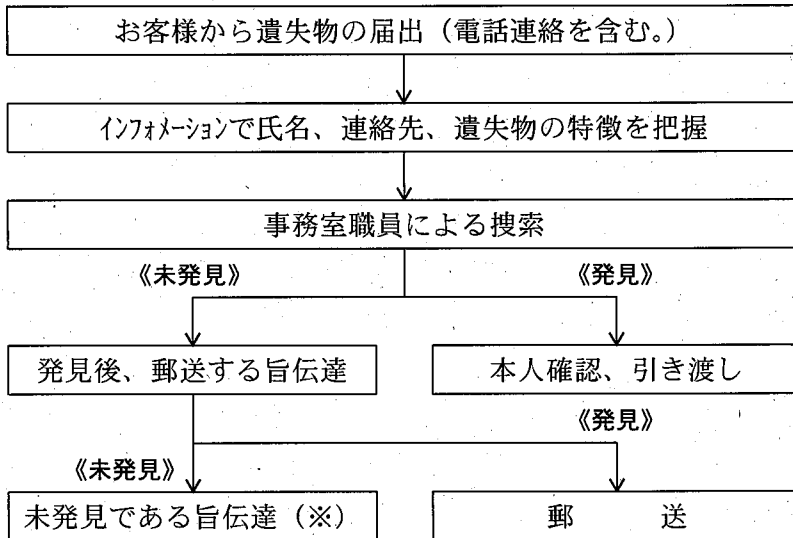 お客様から遺失物の届出（電話連絡を含む。）
ｲﾝﾌｫﾒｰｼｮﾝで氏名、連絡先、遺失物の特徴を把握
事務室職員による捜索
《未発見》
《発見》
発見後、郵送する旨伝達
本人確認、引き渡し
《発見》
《未発見》
未発見である旨伝達（※）
郵　　送